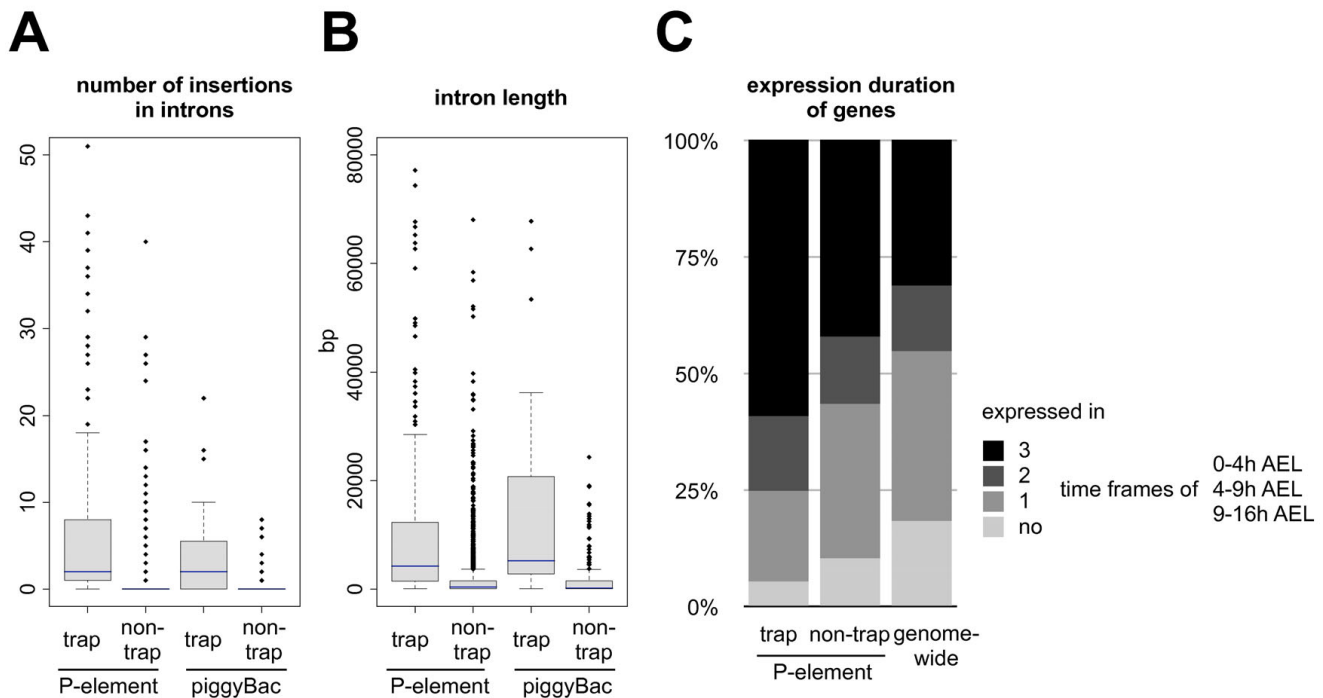 A
number of insertions
in introns
50
40
30
20
10
0
trap
non-
trap
trap
non-
trap
P-element
piggyBac
B
intron length
bp
80000
60000
40000
20000
0
trap
non-
trap
trap
non-
trap
P-element
piggyBac
C
expression duration
of genes
100%
75%
50%
25%
0%
trap
non-trap
genome-
wide
P-element
expressed in
3
2
1
no
time frames of
0-4h AEL
4-9h AEL
9-16h AEL